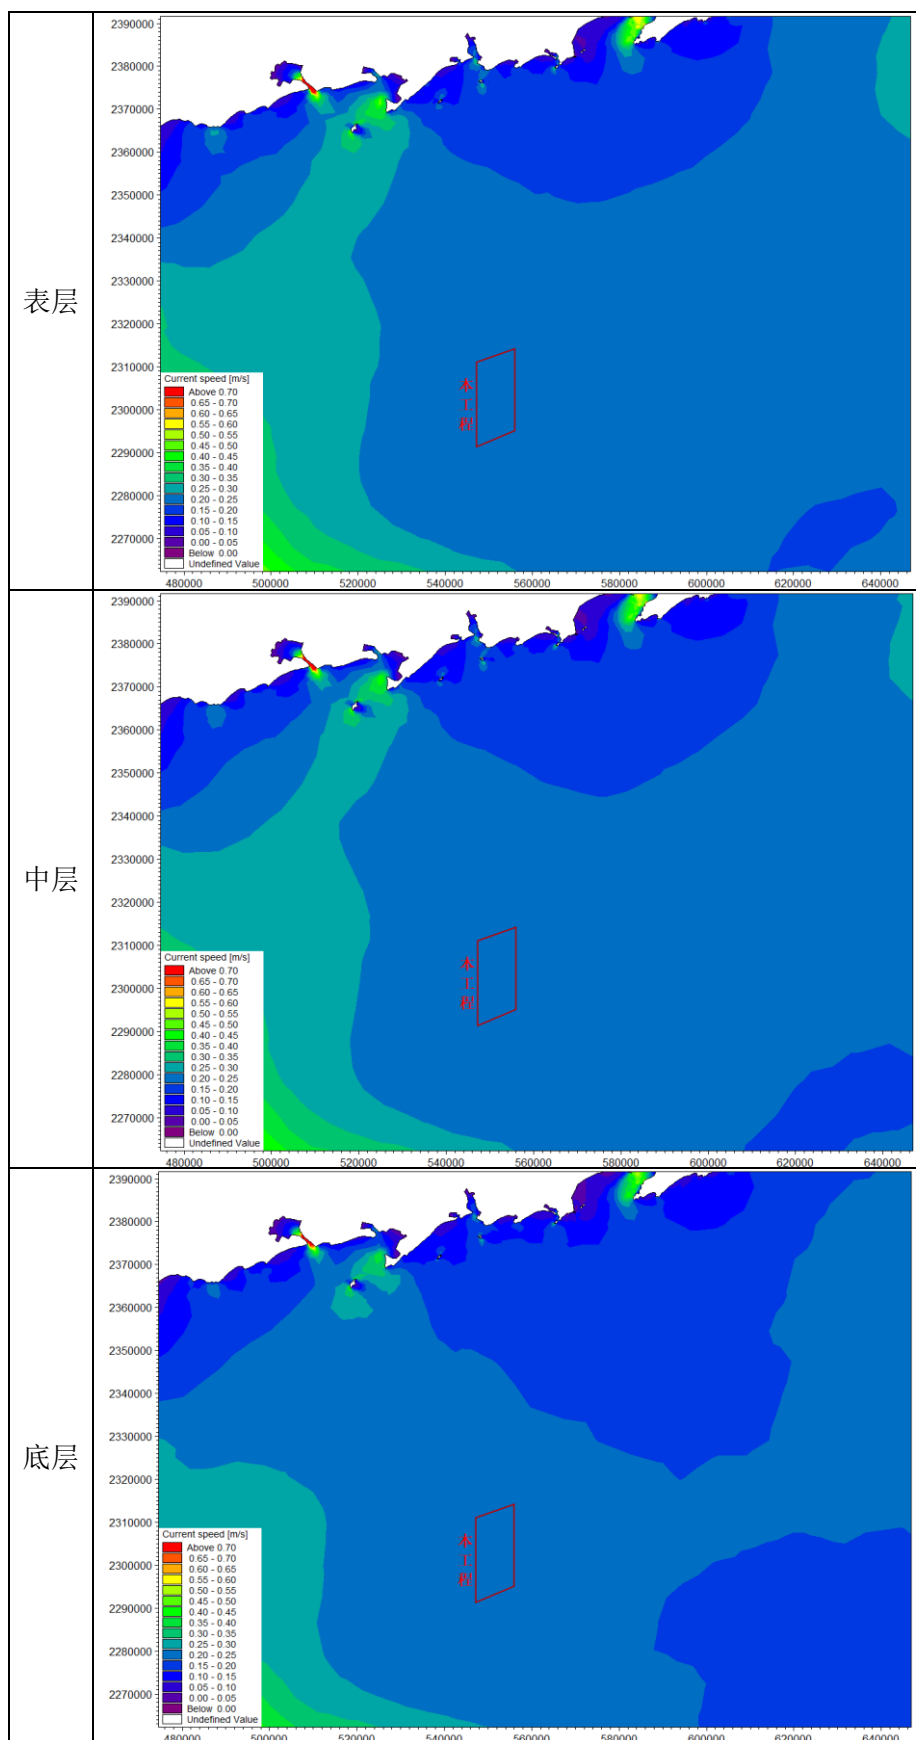 表层
2390000
2380000
2370000
2360000
2350000
2340000
2330000
2320000
2310000
2300000
2290000
2280000
2270000
Current speed [m/s]
Above 0.70
0.65 - 0.70
0.60 - 0.65
0.55 - 0.60
0.50 - 0.55
0.45 - 0.50
0.40 - 0.45
0.35 - 0.40
0.30 - 0.35
0.25 - 0.30
0.20 - 0.25
0.15 - 0.20
0.10 - 0.15
0.05 - 0.10
0.00 - 0.05
Below 0.00
Undefined Value
本工程
480000 500000 520000 540000 560000 580000 600000 620000 640000
中层
2390000
2380000
2370000
2360000
2350000
2340000
2330000
2320000
2310000
2300000
2290000
2280000
2270000
Current speed [m/s]
Above 0.70
0.65 - 0.70
0.60 - 0.65
0.55 - 0.60
0.50 - 0.55
0.45 - 0.50
0.40 - 0.45
0.35 - 0.40
0.30 - 0.35
0.25 - 0.30
0.20 - 0.25
0.15 - 0.20
0.10 - 0.15
0.05 - 0.10
0.00 - 0.05
Below 0.00
Undefined Value
本工程
480000 500000 520000 540000 560000 580000 600000 620000 640000
底层
2390000
2380000
2370000
2360000
2350000
2340000
2330000
2320000
2310000
2300000
2290000
2280000
2270000
Current speed [m/s]
Above 0.70
0.65 - 0.70
0.60 - 0.65
0.55 - 0.60
0.50 - 0.55
0.45 - 0.50
0.40 - 0.45
0.35 - 0.40
0.30 - 0.35
0.25 - 0.30
0.20 - 0.25
0.15 - 0.20
0.10 - 0.15
0.05 - 0.10
0.00 - 0.05
Below 0.00
Undefined Value
本工程
480000 500000 520000 540000 560000 580000 600000 620000 640000